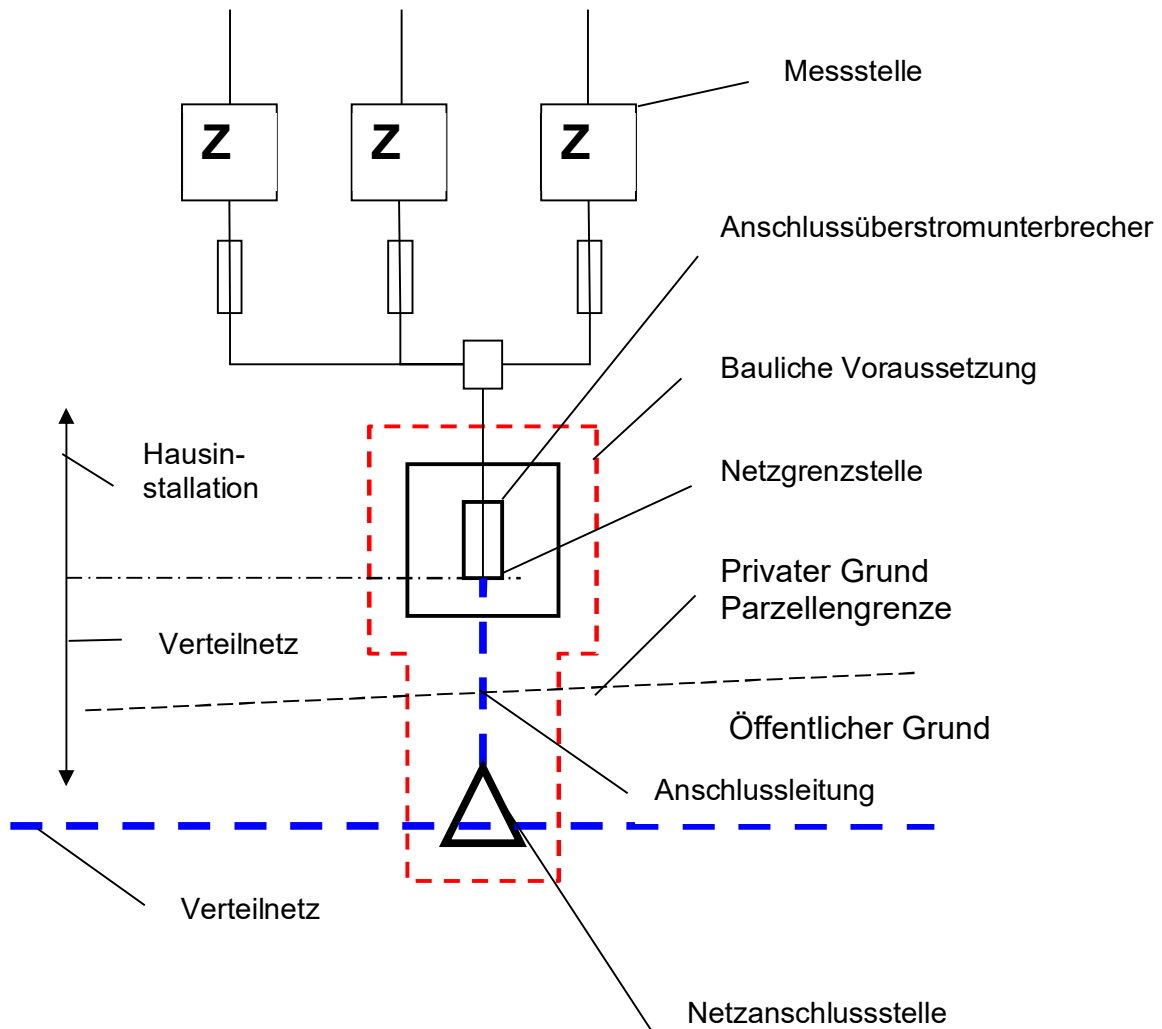 Messstelle
Z Z Z
Anschlussüberstromunterbrecher
Bauliche Voraussetzung
Hausin-
stallation
Netzgrenzstelle
Privater Grund
Parzellengrenze
Verteilnetz
Öffentlicher Grund
Anschlussleitung
Verteilnetz
Netzanschlussstelle